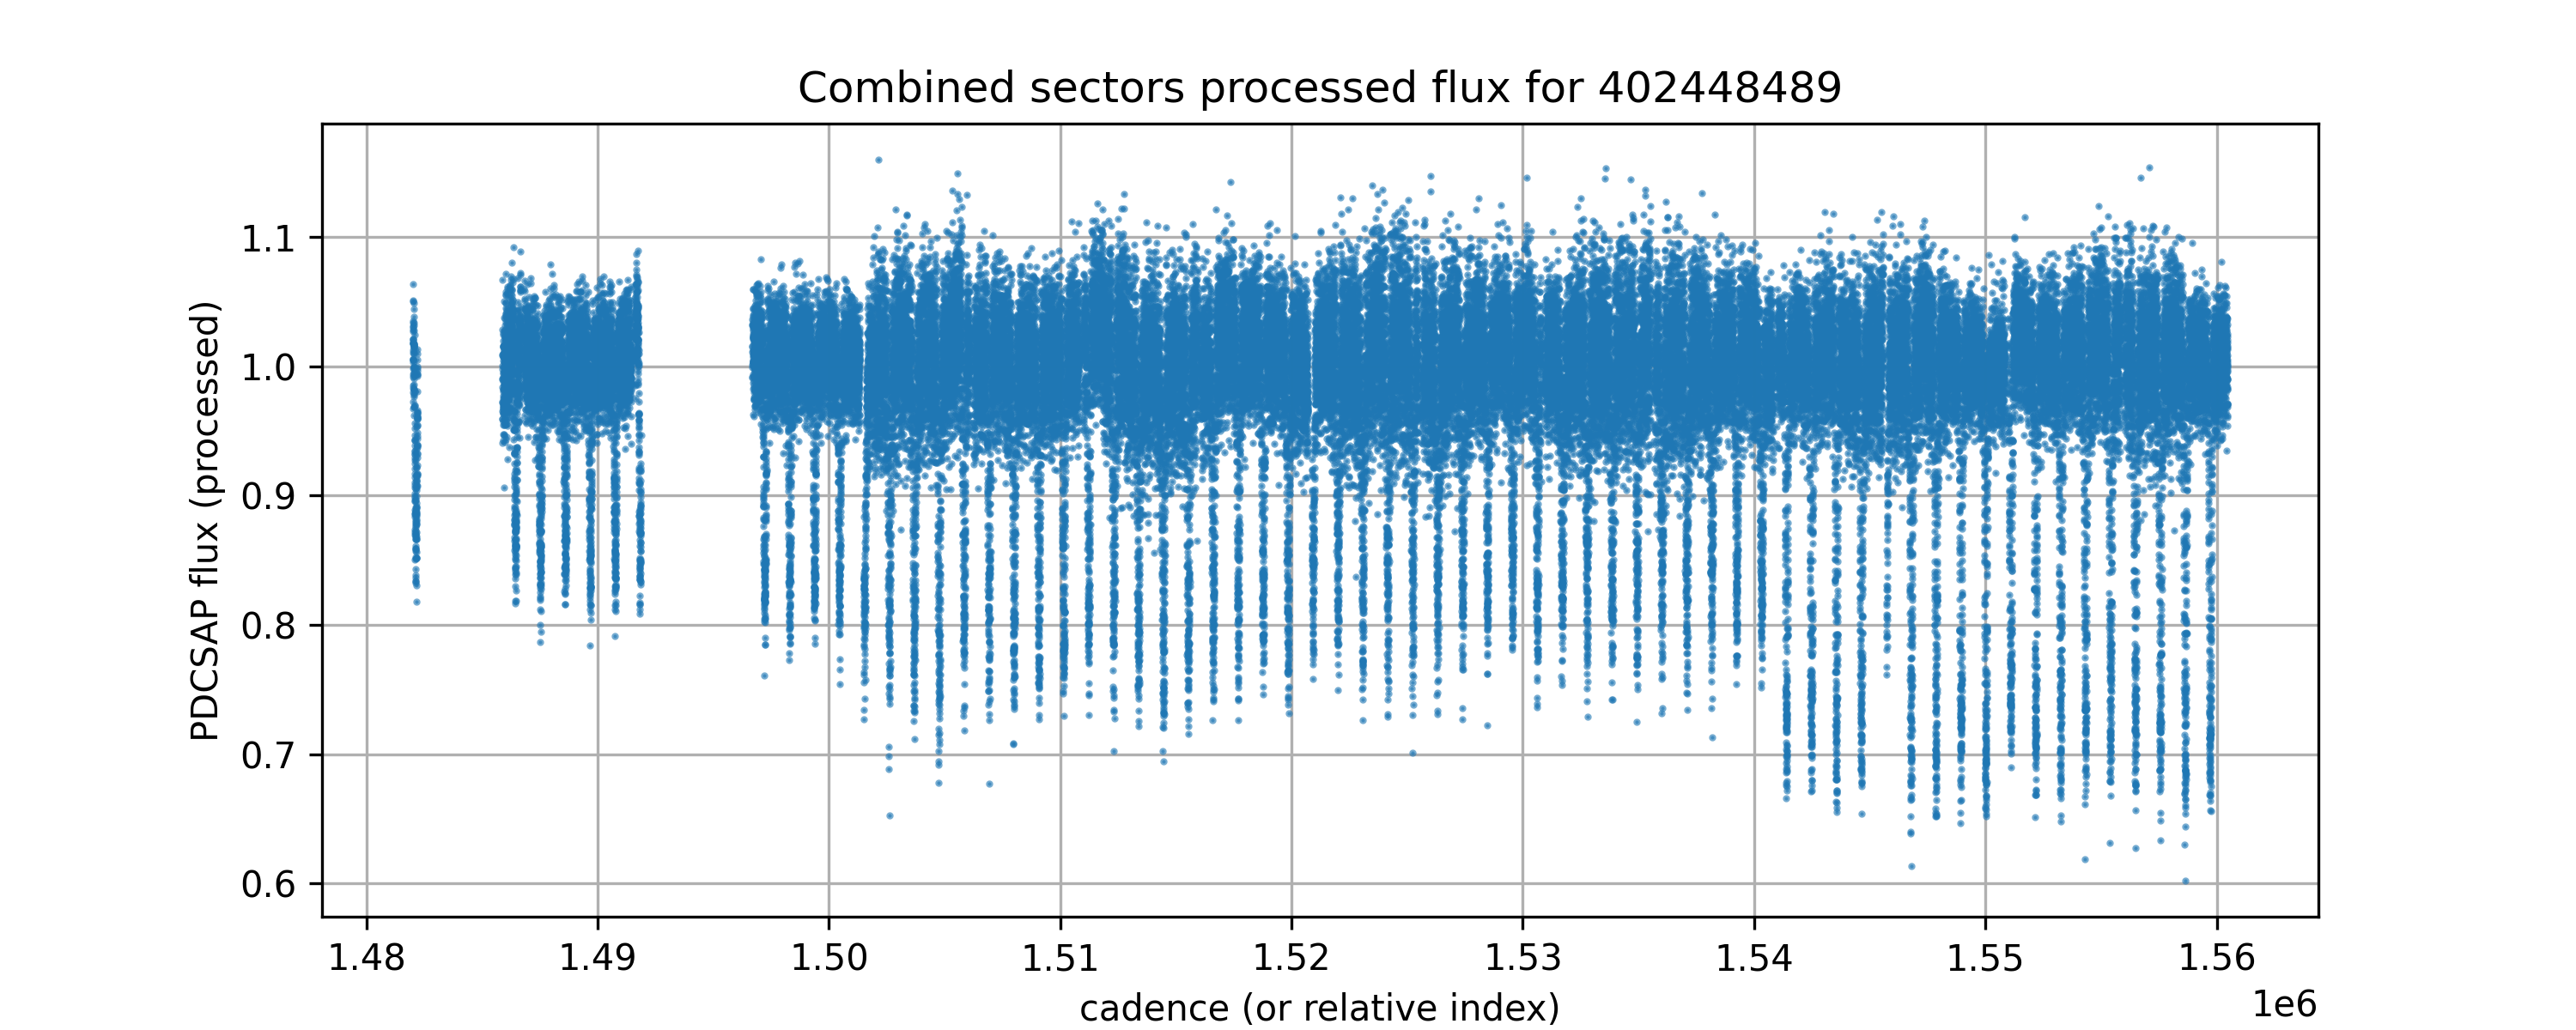 Combined sectors processed flux for 402448489
PDCSAP flux (processed)
1.1
1.0
0.9
0.8
0.7
0.6
1.48 1.49 1.50 1.51 1.52 1.53 1.54 1.55 1.56
1e6
cadence (or relative index)